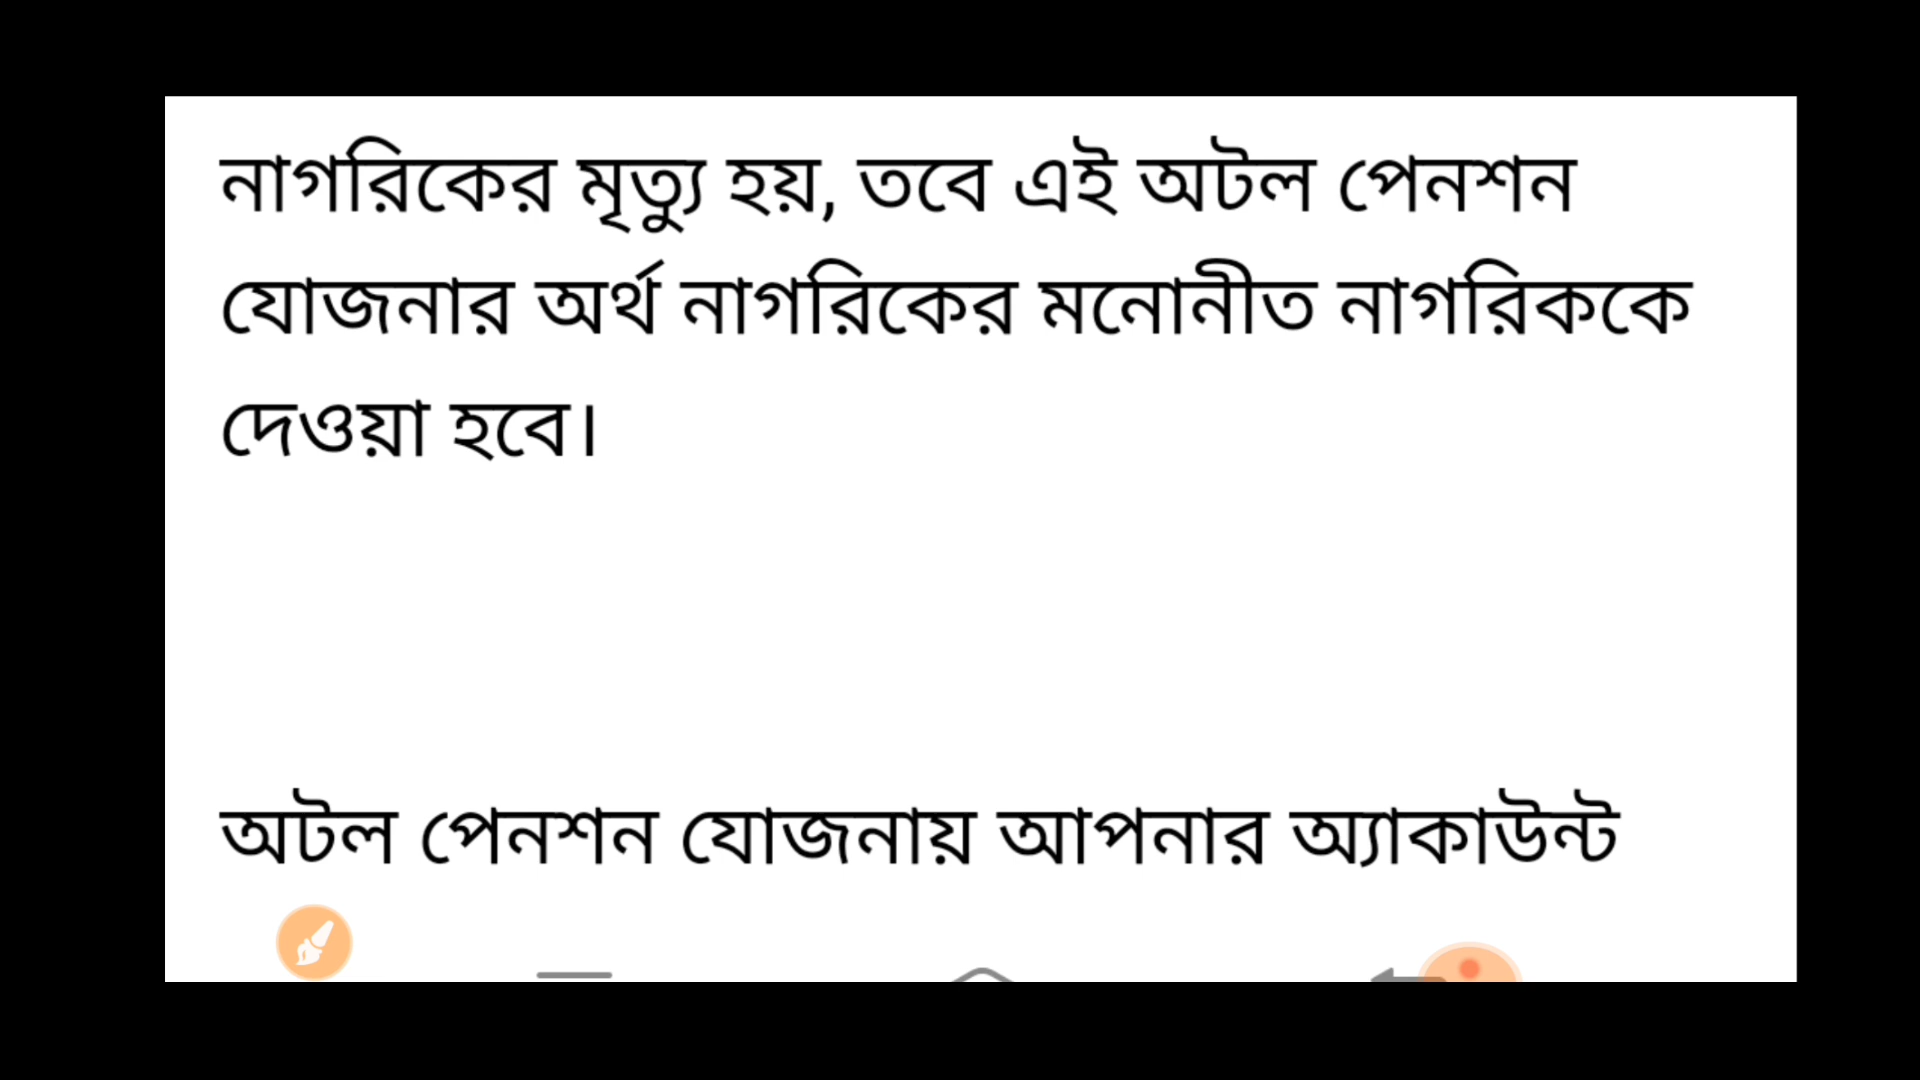 নাগরিকের মৃত্যু হয়, তবে এই অটল পেনশন
যোজনার অর্থ নাগরিকের মনোনীত নাগরিককে
দেওয়া হবে।
অটল পেনশন যোজনায় আপনার অ্যাকাউন্ট